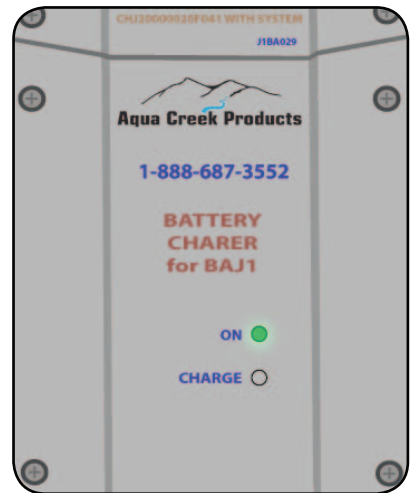 CHJ20000020F041 WITH SYSTEM
J1BA029
Aqua Creek Products
1-888-687-3552
BATTERY
CHARER
for BAJ1
ON
CHARGE